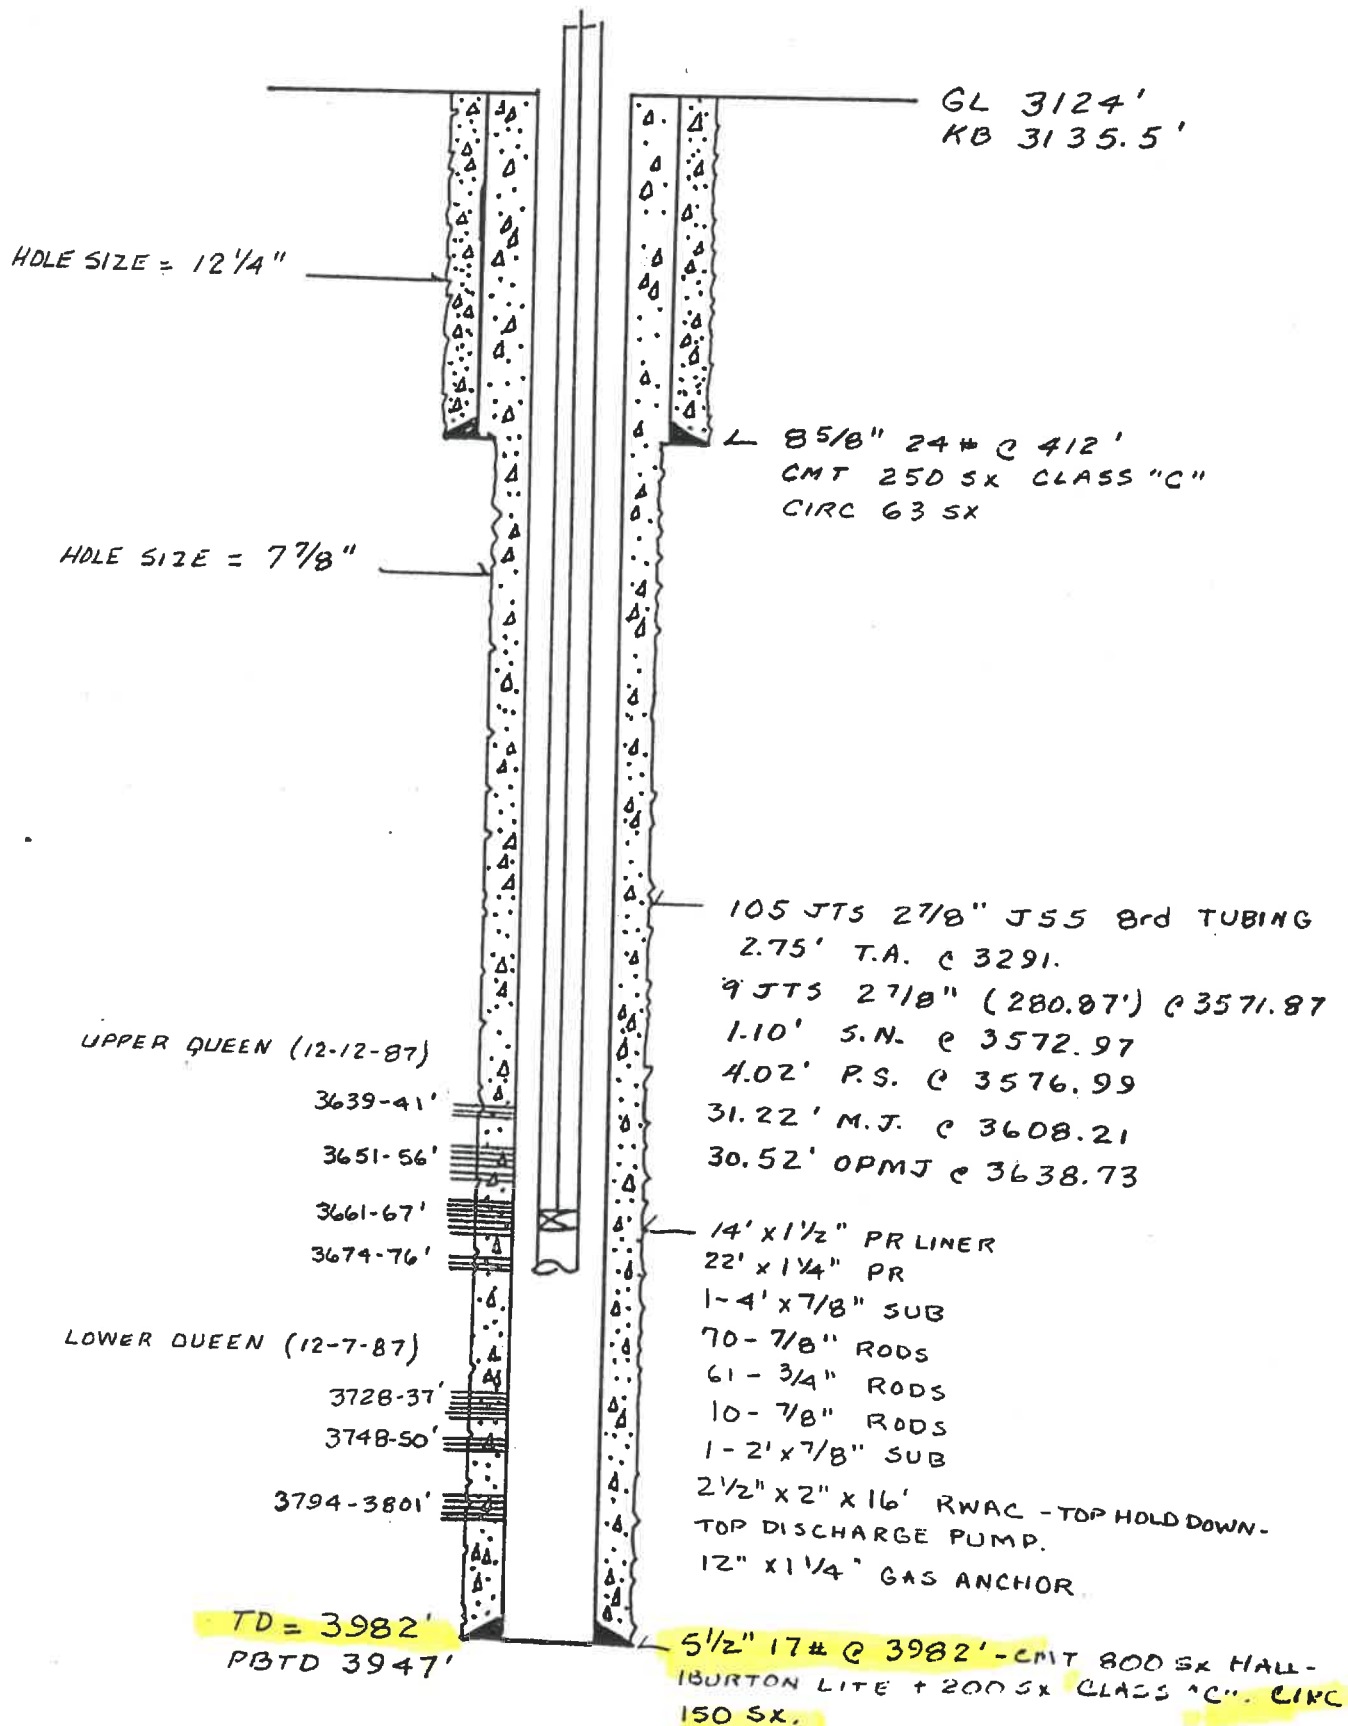 GL 3124'
KB 3135.5'
HOLE SIZE = 12 1/4"
8 5/8" 24# @ 412'
CMT 250 SX CLASS "C"
CIRC 63 SX
HOLE SIZE = 7 7/8"
105 JTS 2 7/8" J55 8rd TUBING
2.75' T.A. @ 3291.
9 JTS 2 7/8" (280.87') @ 3571.87
1.10' S.N. @ 3572.97
4.02' P.S. @ 3576.99
31.22' M.J. @ 3608.21
30.52' OPMJ @ 3638.73
UPPER QUEEN (12-12-87)
3639-41'
3651-56'
3661-67'
3674-76'
14' x 1 1/2" PR LINER
22' x 1 1/4" PR
1-4' x 7/8" SUB
70- 7/8" RODS
61- 3/4" RODS
10- 7/8" RODS
1-2' x 7/8" SUB
2 1/2" x 2" x 16' RWAC - TOP HOLD DOWN-
TOP DISCHARGE PUMP.
12" x 1 1/4" GAS ANCHOR
LOWER QUEEN (12-7-87)
3728-37'
3748-50'
3794-3801'
TD = 3982'
PBTD 3947'
5 1/2" 17# @ 3982' - CMT 800 SX HALL-
IBURTON LITE + 200 SX CLASS "C". CIRC
150 SX.